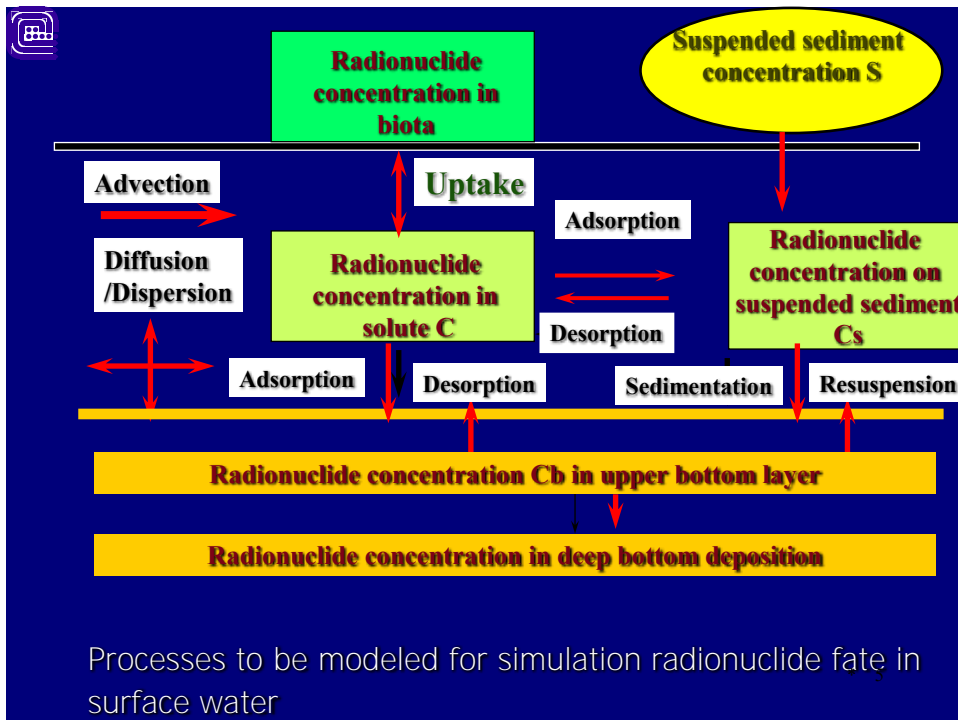 Radionuclide
concentration in
biota
Suspended sediment
concentration S
Advection
Uptake
Adsorption
Diffusion
/Dispersion
Radionuclide
concentration in
solute C
Radionuclide
concentration on
suspended sediment
Cs
Desorption
Adsorption
Desorption
Sedimentation
Resuspension
Radionuclide concentration Cb in upper bottom layer
Radionuclide concentration in deep bottom deposition
Processes to be modeled for simulation radionuclide fate in
surface water